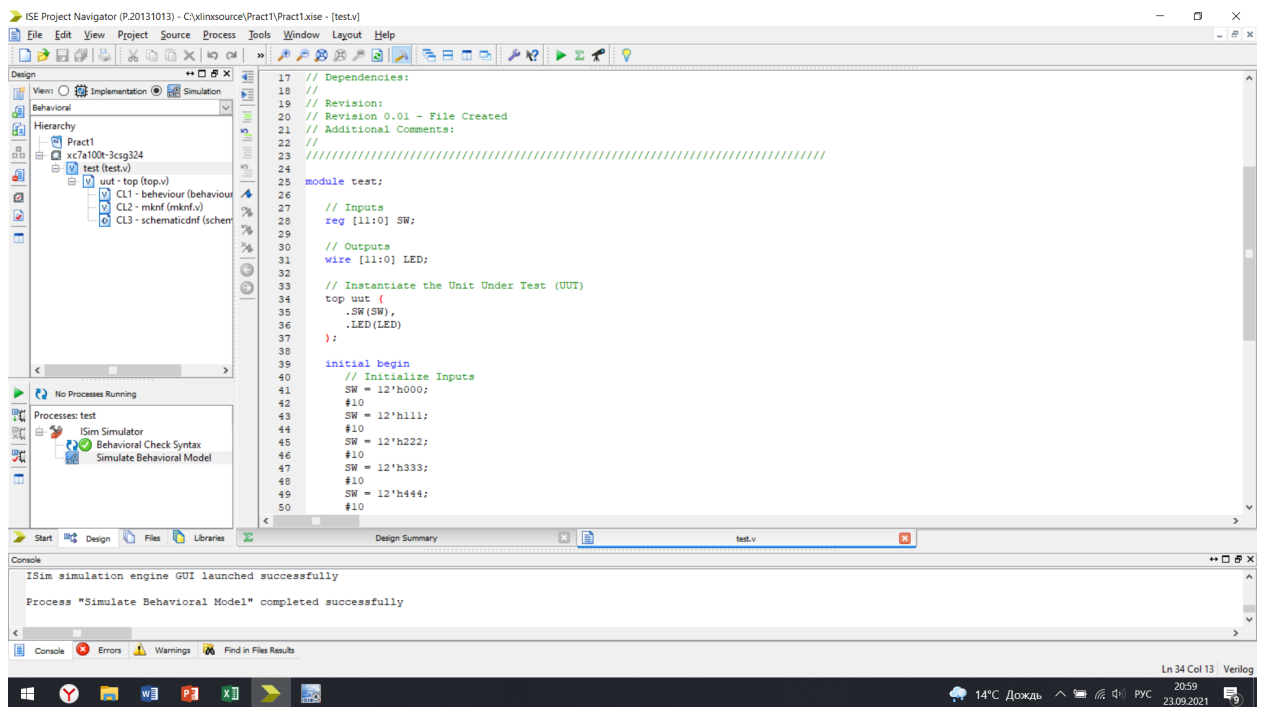 ISE Project Navigator (P.20131013) - C:\xlinxsource\Pract1\Pract1.xise - [test.v]
File Edit View Project Source Process Tools Window Layout Help
Design
View: Implementation Simulation
Behavioral
Hierarchy
Pract1
xc7a100t-3csg324
test (test.v)
uut - top (top.v)
CL1 - beheviour (behaviour
CL2 - mknf (mknf.v)
CL3 - schematicdnf (schem
No Processes Running
Processes: test
ISim Simulator
Behavioral Check Syntax
Simulate Behavioral Model
Start Design Files Libraries
17 // Dependencies:
18 //
19 // Revision:
20 // Revision 0.01 - File Created
21 // Additional Comments:
22 //
23 ////////////////////////////////////////////////////////////////////////////////
24
25 module test;
26
27 // Inputs
28 reg [11:0] SW;
29
30 // Outputs
31 wire [11:0] LED;
32
33 // Instantiate the Unit Under Test (UUT)
34 top uut (
35 .SW(SW),
36 .LED(LED)
37 );
38
39 initial begin
40 // Initialize Inputs
41 SW = 12'h000;
42 #10
43 SW = 12'h111;
44 #10
45 SW = 12'h222;
46 #10
47 SW = 12'h333;
48 #10
49 SW = 12'h444;
50 #10
Design Summary test.v
Console
ISim simulation engine GUI launched successfully
Process "Simulate Behavioral Model" completed successfully
Console Errors Warnings Find in Files Results
Ln 34 Col 13 Verilog
14°C Дождь РУС 20:59
23.09.2021 9